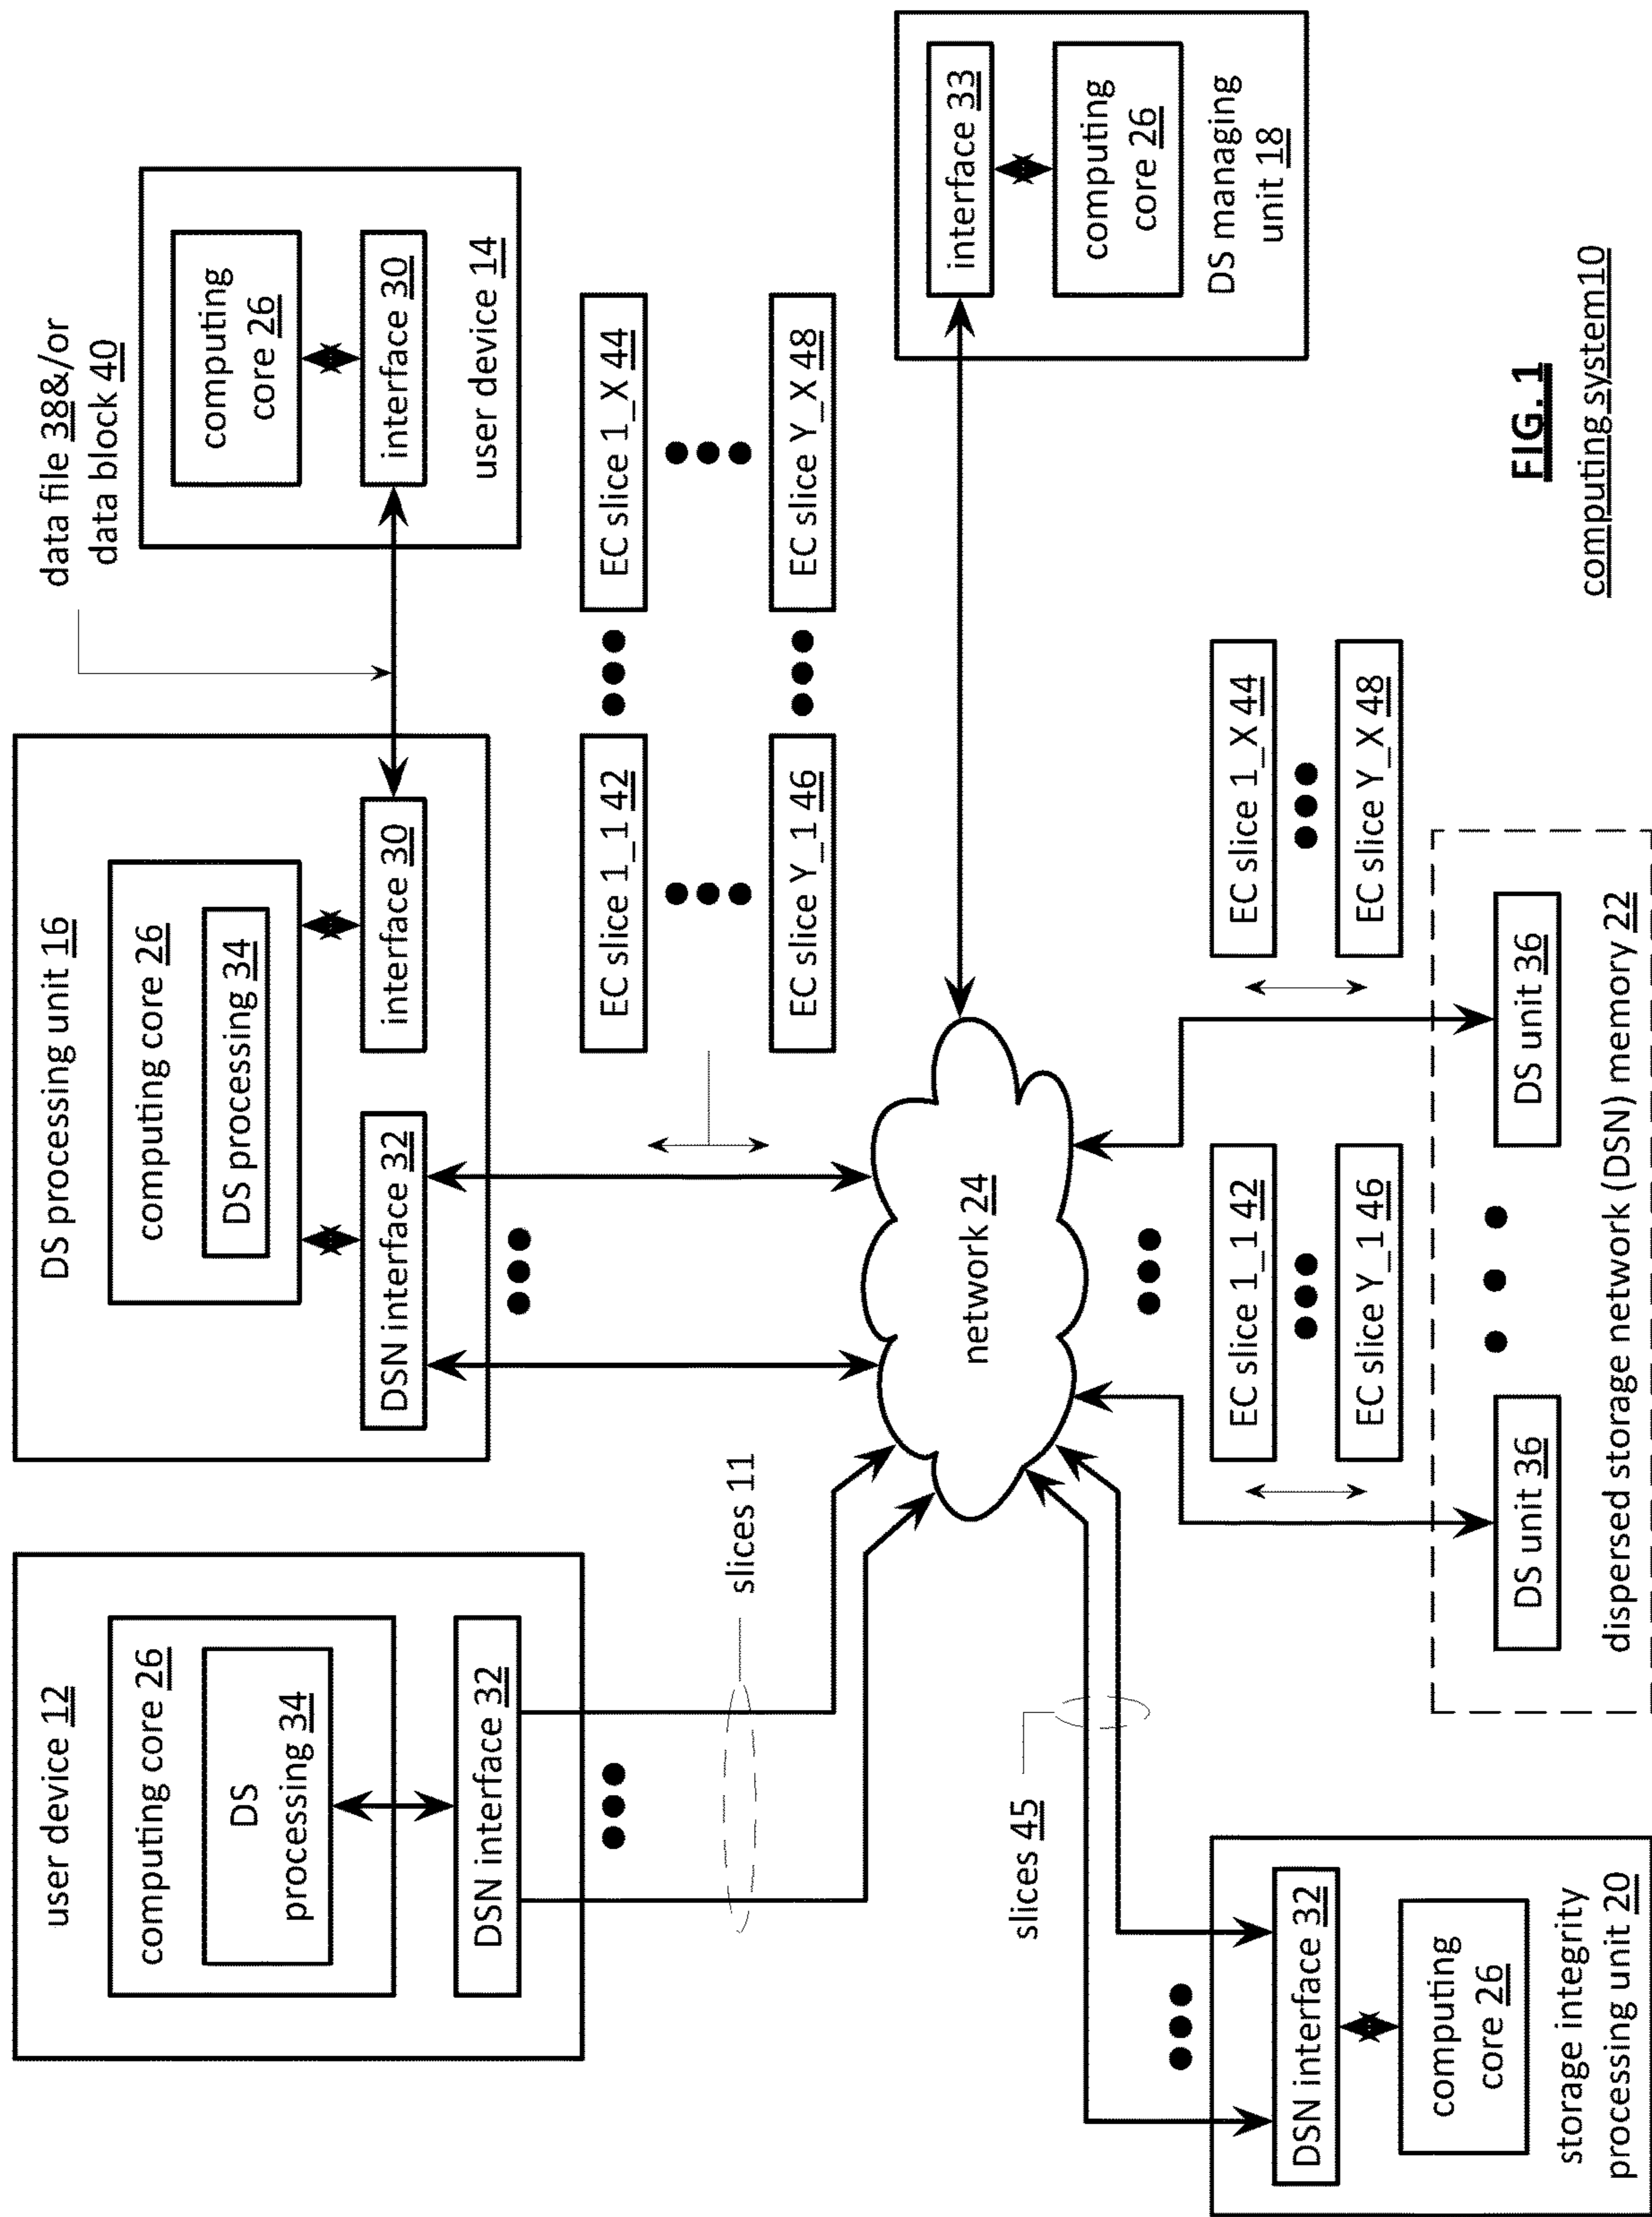 user device 12
computing core 26
DS
processing 34
DSN interface 32
slices 11
DS processing unit 16
computing core 26
DS processing 34
DSN interface 32
interface 30
data file 38&/or
data block 40
computing
core 26
interface 30
user device 14
EC slice 1_1 42
EC slice 1_X 44
EC slice Y_1 46
EC slice Y_X 48
network 24
interface 33
computing
core 26
DS managing
unit 18
slices 45
DSN interface 32
computing
core 26
storage integrity
processing unit 20
EC slice 1_1 42
EC slice Y_1 46
EC slice 1_X 44
EC slice Y_X 48
DS unit 36
DS unit 36
dispersed storage network (DSN) memory 22
FIG. 1
computing system10